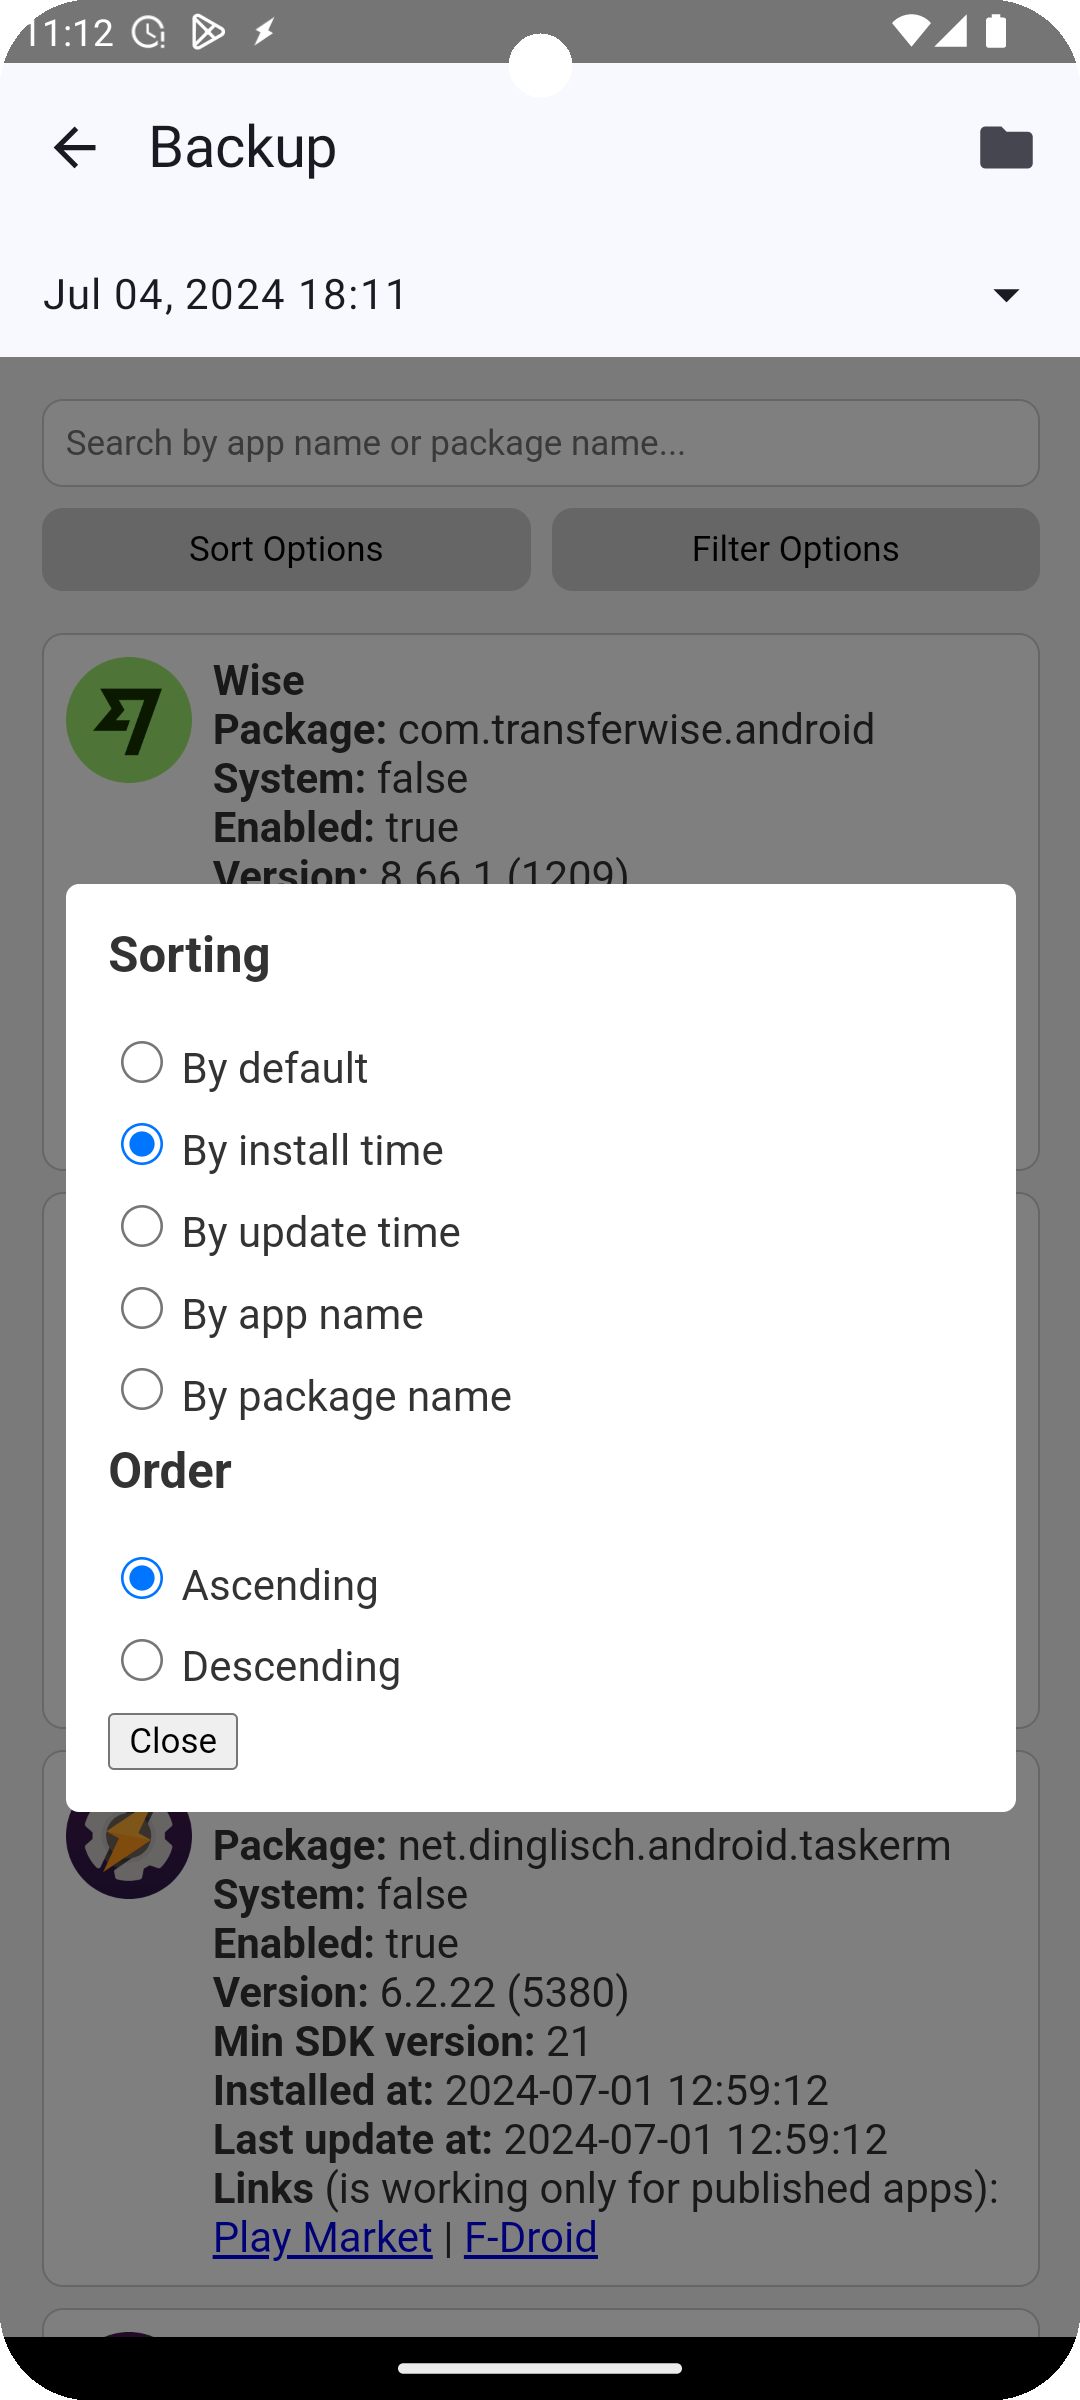 11:12
Backup
Jul 04, 2024 18:11
Search by app name or package name...
Sort Options
Filter Options
Wise
Package: com.transferwise.android
System: false
Enabled: true
Version: 8.66.1 (1209)
Sorting
By default
By install time
By update time
By app name
By package name
Order
Ascending
Descending
Close
Package: net.dinglisch.android.taskerm
System: false
Enabled: true
Version: 6.2.22 (5380)
Min SDK version: 21
Installed at: 2024-07-01 12:59:12
Last update at: 2024-07-01 12:59:12
Links (is working only for published apps):
Play Market | F-Droid